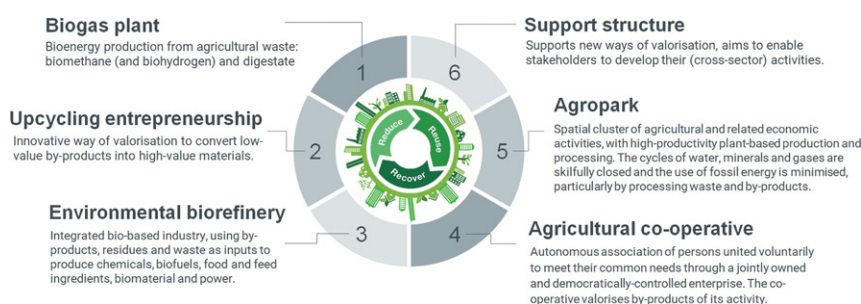 Biogas plant
Bioenergy production from agricultural waste:
biomethane (and biohydrogen) and digestate
Upcycling entrepreneurship
Innovative way of valorisation to convert low-
value by-products into high-value materials.
Environmental biorefinery
Integrated bio-based industry, using by-
products, residues and waste as inputs to
produce chemicals, biofuels, food and feed
ingredients, biomaterial and power.
1
2
3
4
5
6
Reduce
Reuse
Recover
Support structure
Supports new ways of valorisation, aims to enable
stakeholders to develop their (cross-sector) activities.
Agropark
Spatial cluster of agricultural and related economic
activities, with high-productivity plant-based production and
processing. The cycles of water, minerals and gases are
skilfully closed and the use of fossil energy is minimised,
particularly by processing waste and by-products.
Agricultural co-operative
Autonomous association of persons united voluntarily
to meet their common needs through a jointly owned
and democratically-controlled enterprise. The co-
operative valorises by-products of its activity.